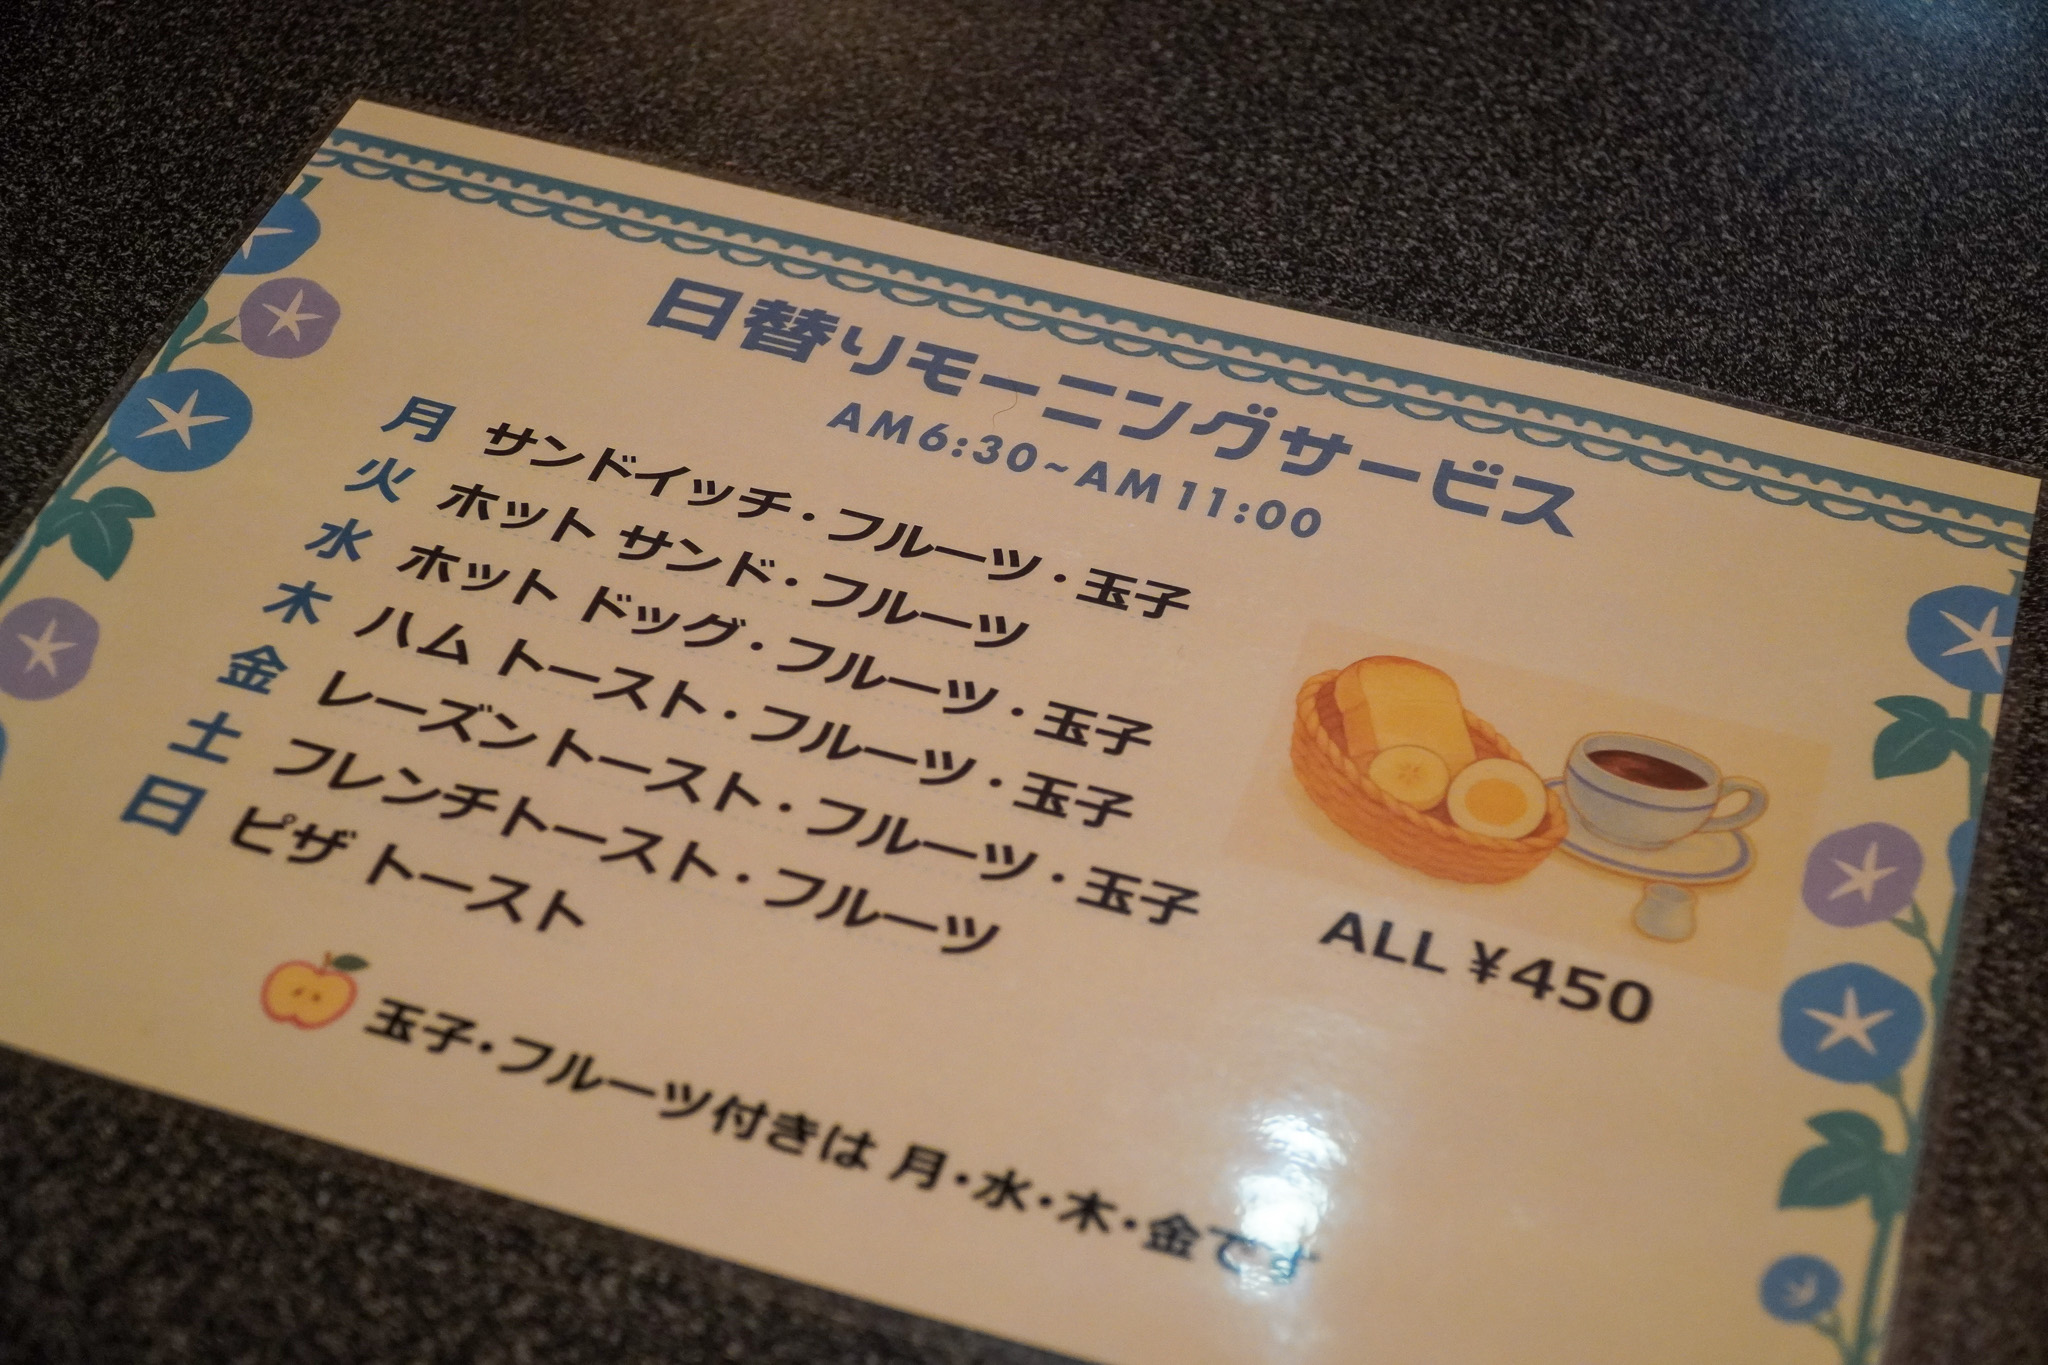 日替りモーニングサービス
AM6:30~AM11:00
月 サンドイッチ・フルーツ・玉子
火 ホット サンド・フルーツ
水 ホット ドッグ・フルーツ・玉子
木 ハム トースト・フルーツ・玉子
金 レーズン トースト・フルーツ・玉子
土 フレンチトースト・フルーツ
日 ピザ トースト
ALL ¥450
玉子・フルーツ付きは 月・水・木・金です